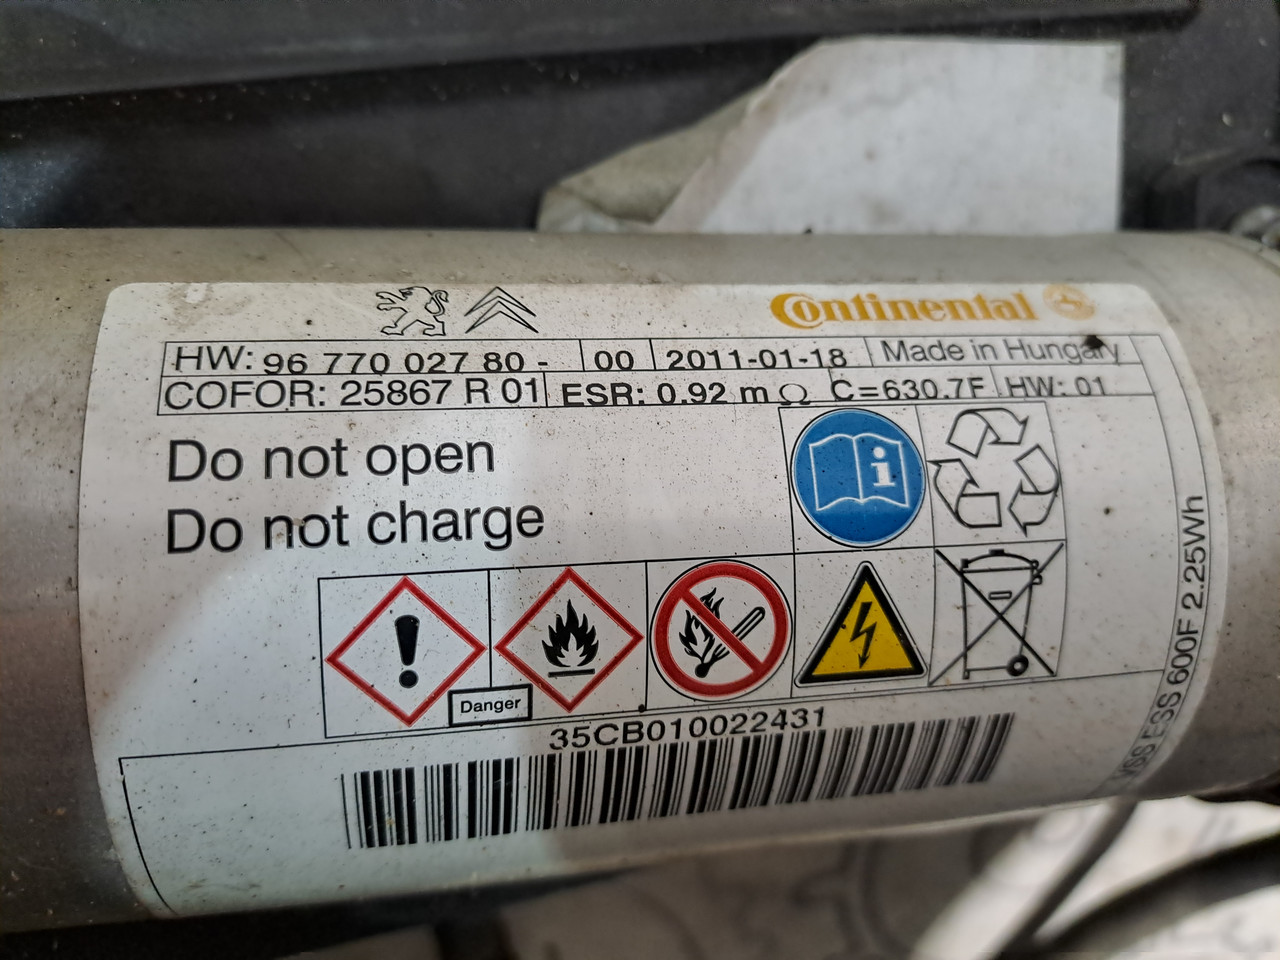 Continental
HW: 96 770 027 80 - 00 2011-01-18 Made in Hungary
COFOR: 25867 R 01 ESR: 0.92 m Ω C=630.7F HW: 01
Do not open
Do not charge
Danger
35CB010022431
VSS ESS 600F 2.25Wh